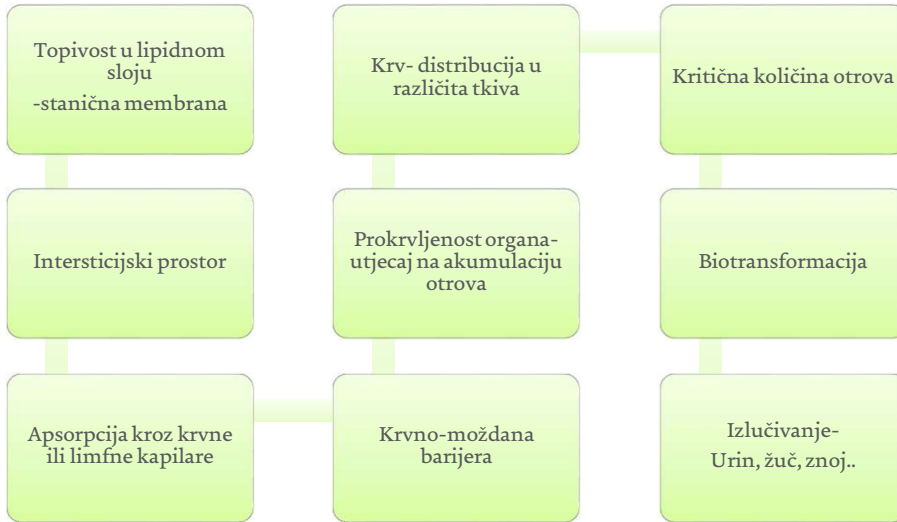 Topivost u lipidnom
sloju
-stanična membrana
Intersticijski prostor
Apsorpcija kroz krvne
ili limfne kapilare
Krvno-moždana
barijera
Prokrvljenost organa-
utjecaj na akumulaciju
otrova
Krv- distribucija u
različita tkiva
Kritična količina otrova
Biotransformacija
Izlučivanje-
Urin, žuč, znoj..